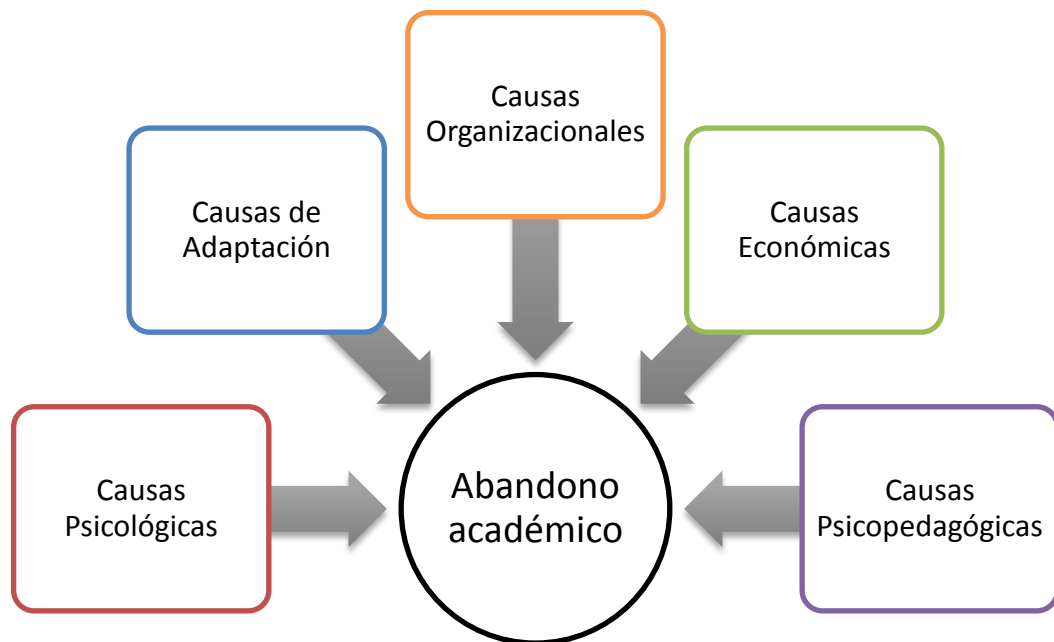 Causas
Organizacionales
Causas de
Adaptación
Causas
Económicas
Causas
Psicológicas
Abandono
académico
Causas
Psicopedagógicas